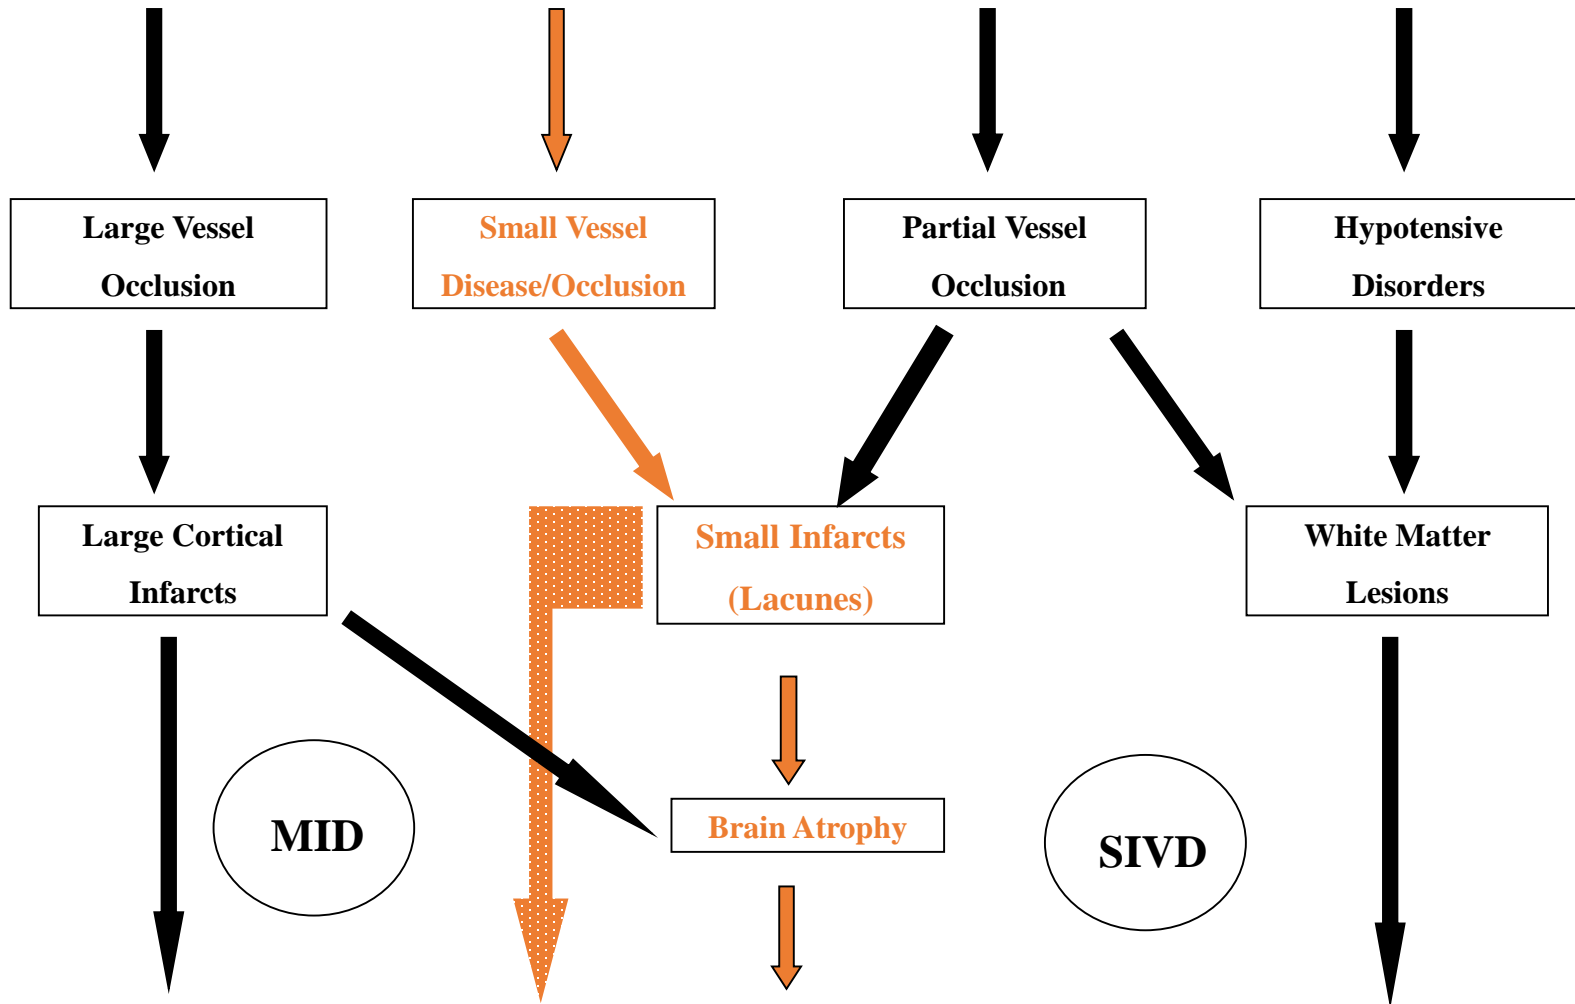 Large Vessel
Occlusion
Small Vessel
Disease/Occlusion
Partial Vessel
Occlusion
Hypotensive
Disorders
Large Cortical
Infarcts
Small Infarcts
(Lacunes)
White Matter
Lesions
MID
Brain Atrophy
SIVD